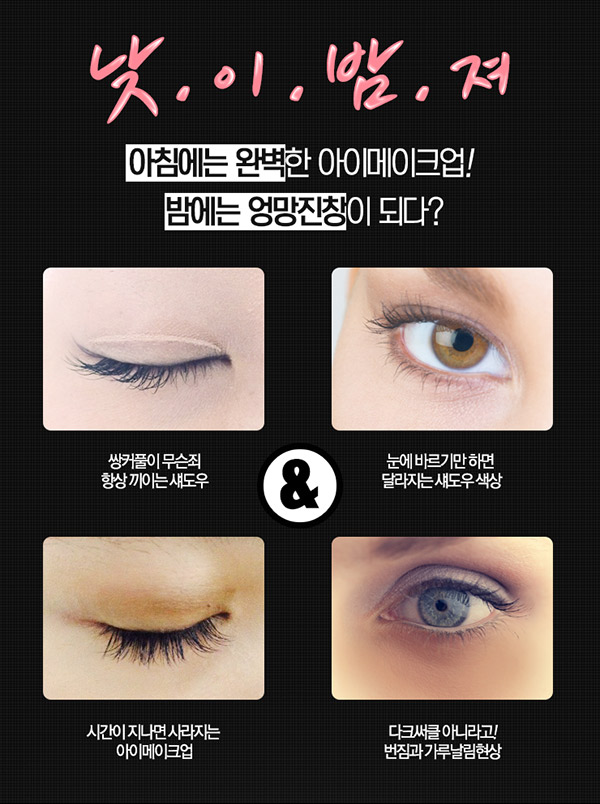 낮.이.밤.져
아침에는 완벽한 아이메이크업!
밤에는 엉망진창이 되다?
쌍커풀이 무슨죄
항상 끼이는 섀도우
눈에 바르기만 하면
달라지는 섀도우 색상
&
시간이 지나면 사라지는
아이메이크업
다크써클 아니라고!
번짐과 가루날림현상